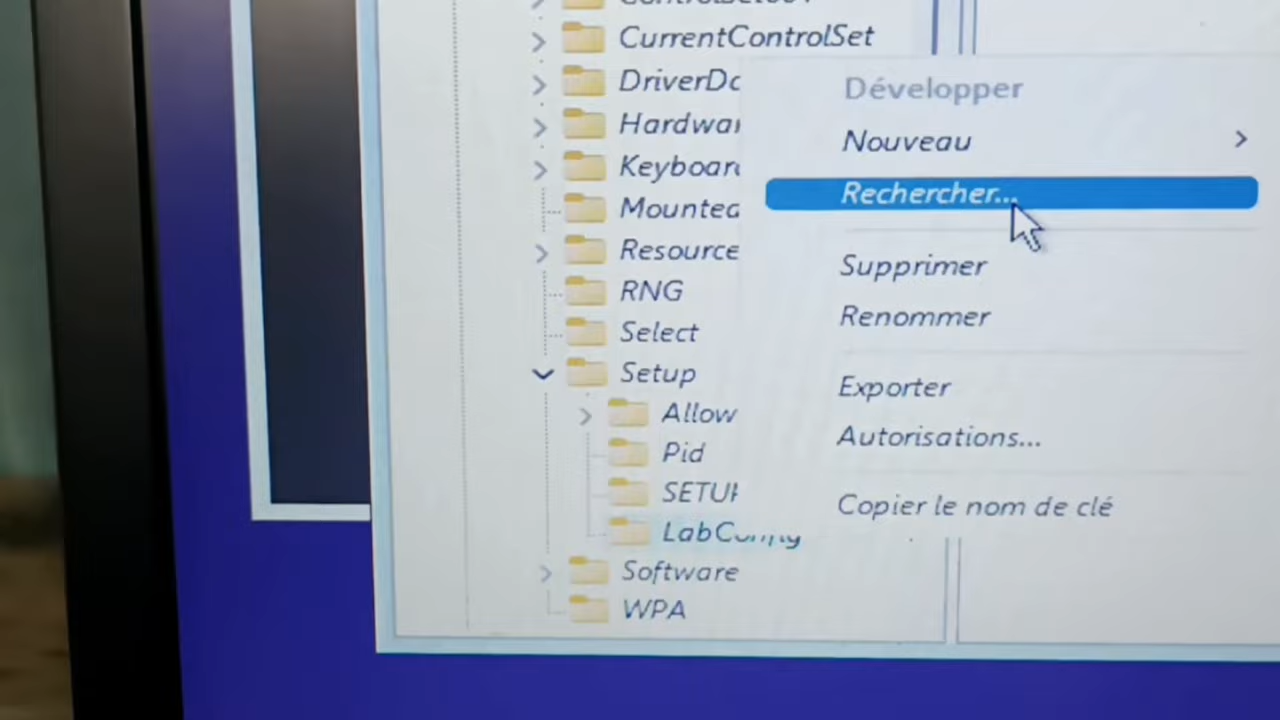 CurrentControlSet
Développer
Nouveau
Rechercher...
Supprimer
Renommer
RNG
Select
Setup
Exporter
Allow
Autorisations...
Pid
Copier le nom de clé
LabConfig
Software
WPA